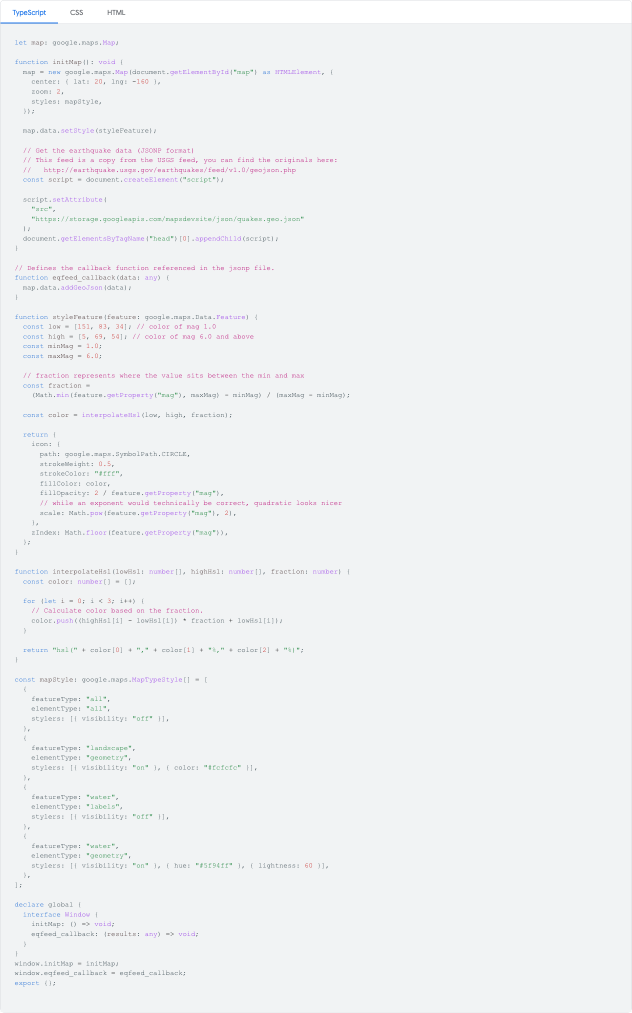 TypeScript CSS HTML
let map: google.maps.Map;
function initMap(): void {
  map = new google.maps.Map(document.getElementById("map") as HTMLElement, {
    center: { lat: 20, lng: -160 },
    zoom: 2,
    styles: mapStyle,
  });
  map.data.setStyle(styleFeature);
  // Get the earthquake data (JSONP format)
  // This feed is a copy from the USGS feed, you can find the originals here:
  //   http://earthquake.usgs.gov/earthquakes/feed/v1.0/geojson.php
  const script = document.createElement("script");
  script.setAttribute(
    "src",
    "https://storage.googleapis.com/mapsdevsite/json/quakes.geo.json"
  );
  document.getElementsByTagName("head")[0].appendChild(script);
}
// Defines the callback function referenced in the jsonp file.
function eqfeed_callback(data: any) {
  map.data.addGeoJson(data);
}
function styleFeature(feature: google.maps.Data.Feature) {
  const low = [151, 83, 34]; // color of mag 1.0
  const high = [5, 69, 54]; // color of mag 6.0 and above
  const minMag = 1.0;
  const maxMag = 6.0;
  // fraction represents where the value sits between the min and max
  const fraction =
    (Math.min(feature.getProperty("mag"), maxMag) - minMag) / (maxMag - minMag);
  const color = interpolateHsl(low, high, fraction);
  return {
    icon: {
      path: google.maps.SymbolPath.CIRCLE,
      strokeWeight: 0.5,
      strokeColor: "#fff",
      fillColor: color,
      fillOpacity: 2 / feature.getProperty("mag"),
      // while an exponent would technically be correct, quadratic looks nicer
      scale: Math.pow(feature.getProperty("mag"), 2),
    },
    zIndex: Math.floor(feature.getProperty("mag")),
  };
}
function interpolateHsl(lowHsl: number[], highHsl: number[], fraction: number) {
  const color: number[] = [];
  for (let i = 0; i < 3; i++) {
    // Calculate color based on the fraction.
    color.push((highHsl[i] - lowHsl[i]) * fraction + lowHsl[i]);
  }
  return "hsl(" + color[0] + "," + color[1] + "%," + color[2] + "%)";
}
const mapStyle: google.maps.MapTypeStyle[] = [
  {
    featureType: "all",
    elementType: "all",
    stylers: [{ visibility: "off" }],
  },
  {
    featureType: "landscape",
    elementType: "geometry",
    stylers: [{ visibility: "on" }, { color: "#fcfcfc" }],
  },
  {
    featureType: "water",
    elementType: "labels",
    stylers: [{ visibility: "off" }],
  },
  {
    featureType: "water",
    elementType: "geometry",
    stylers: [{ visibility: "on" }, { hue: "#5f94ff" }, { lightness: 60 }],
  },
];
declare global {
  interface Window {
    initMap: () => void;
    eqfeed_callback: (results: any) => void;
  }
}
window.initMap = initMap;
window.eqfeed_callback = eqfeed_callback;
export {};